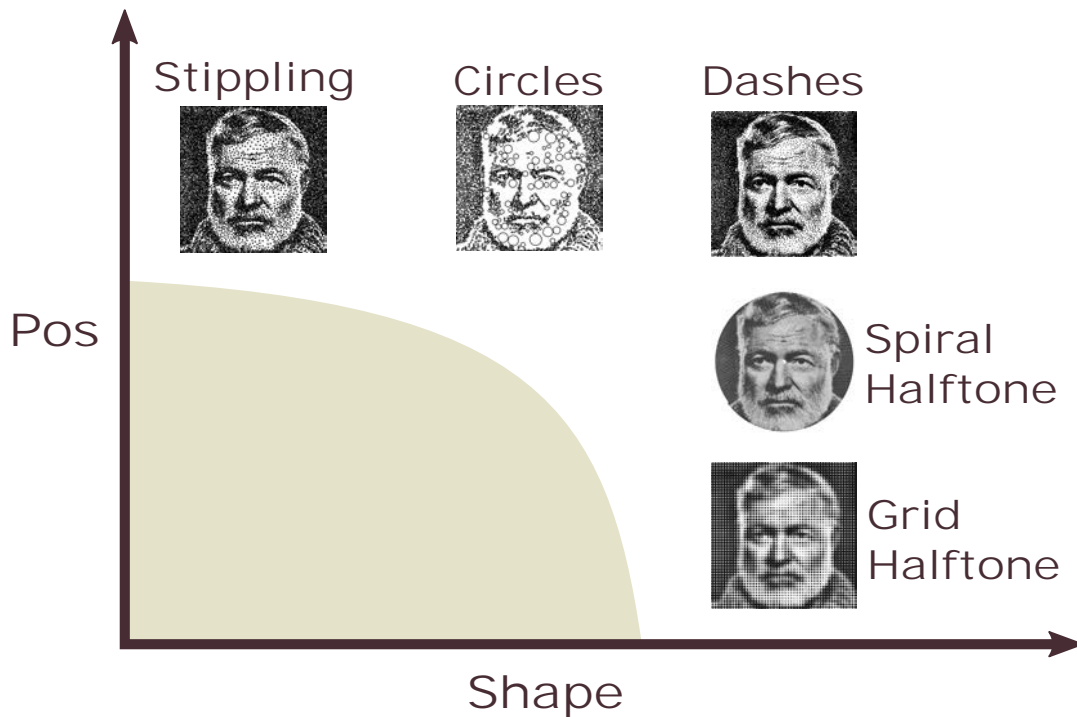 Stippling
Circles
Dashes
Pos
Spiral
Halftone
Grid
Halftone
Shape